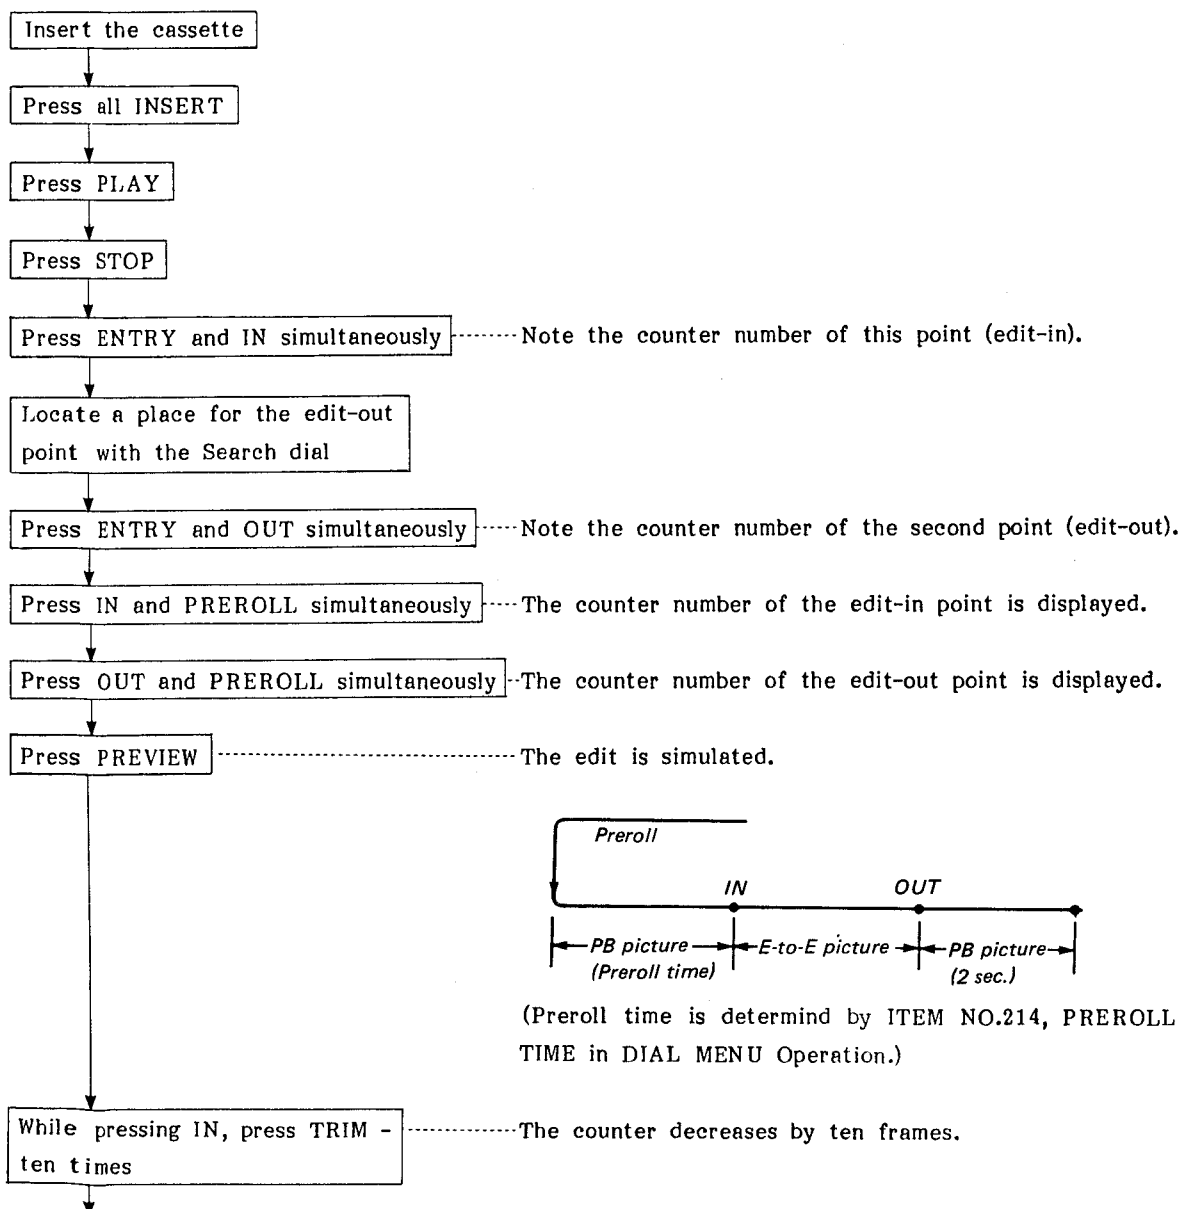 Insert the cassette
Press all INSERT
Press PLAY
Press STOP
Press ENTRY and IN simultaneously
Note the counter number of this point (edit-in).
Locate a place for the edit-out
point with the Search dial
Press ENTRY and OUT simultaneously
Note the counter number of the second point (edit-out).
Press IN and PREROLL simultaneously
The counter number of the edit-in point is displayed.
Press OUT and PREROLL simultaneously
The counter number of the edit-out point is displayed.
Press PREVIEW
The edit is simulated.
Preroll
IN
OUT
PB picture
(Preroll time)
E-to-E picture
PB picture
(2 sec.)
(Preroll time is determind by ITEM NO.214, PREROLL
TIME in DIAL MENU Operation.)
While pressing IN, press TRIM -
ten times
The counter decreases by ten frames.